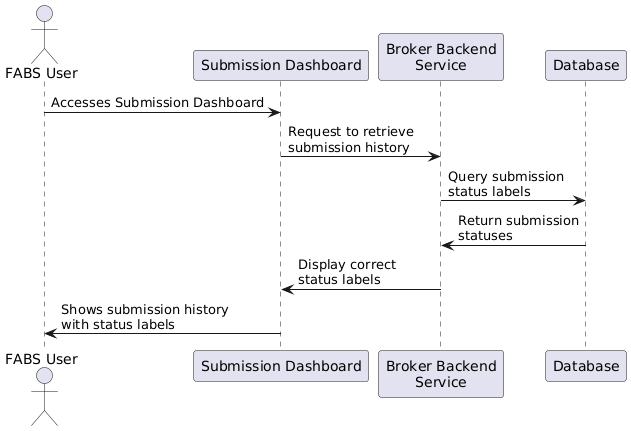 FABS User
Submission Dashboard
Broker Backend
Service
Database
Accesses Submission Dashboard
Request to retrieve
submission history
Query submission
status labels
Return submission
statuses
Display correct
status labels
Shows submission history
with status labels
FABS User
Submission Dashboard
Broker Backend
Service
Database